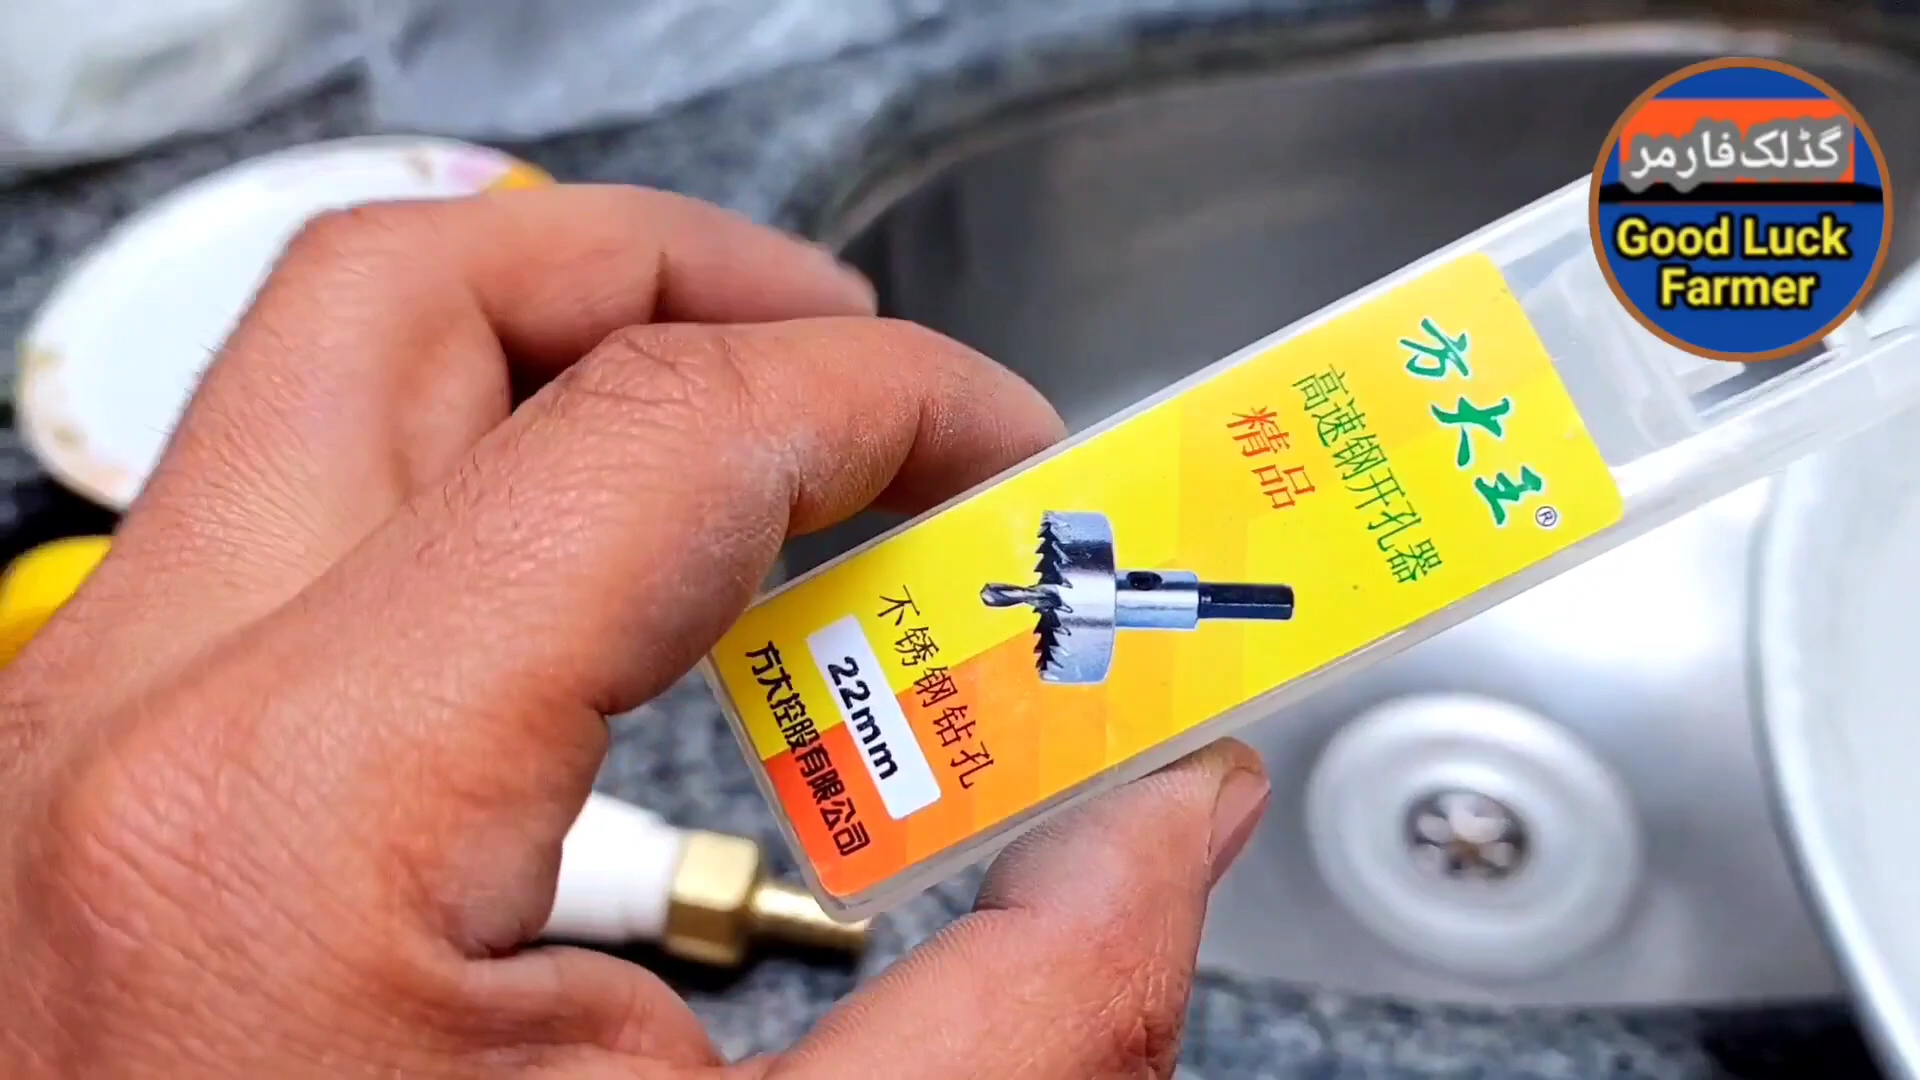 گڈلک فارمر
Good Luck
Farmer
方大王®
高速钢开孔器
精品
不锈钢钻孔
22mm
方大控股有限公司